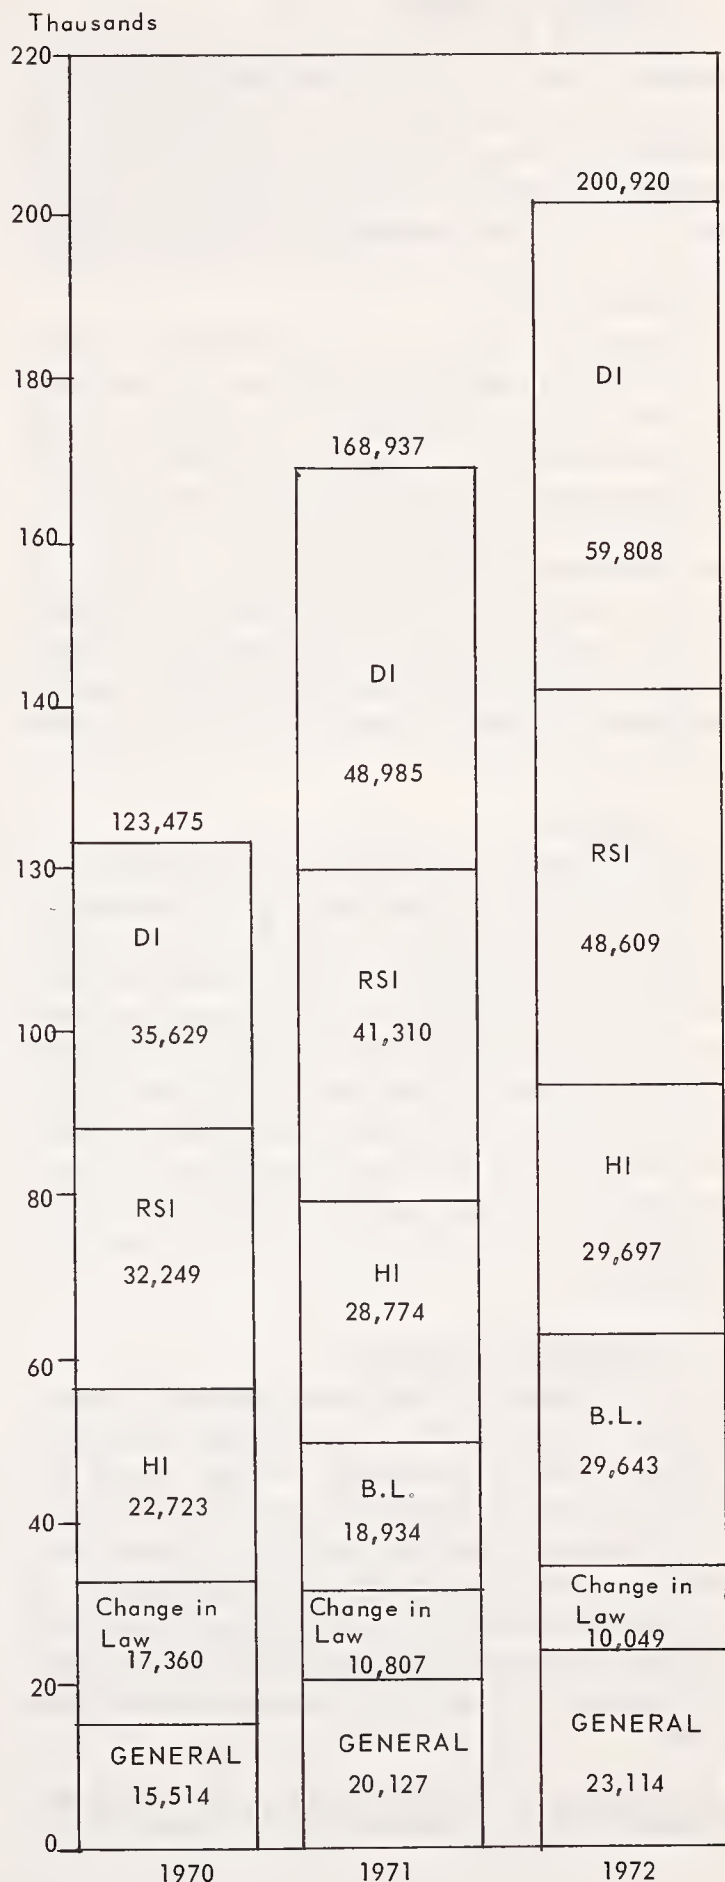 Thausands
220
200
180
160
140
130
100
80
60
40
20
0
123,475
DI
35,629
RSI
32,249
HI
22,723
Change in
Law
17,360
GENERAL
15,514
1970
168,937
DI
48,985
RSI
41,310
HI
28,774
B.L.
18,934
Change in
Law
10,807
GENERAL
20,127
1971
200,920
DI
59,808
RSI
48,609
HI
29,697
B.L.
29,643
Change in
Law
10,049
GENERAL
23,114
1972